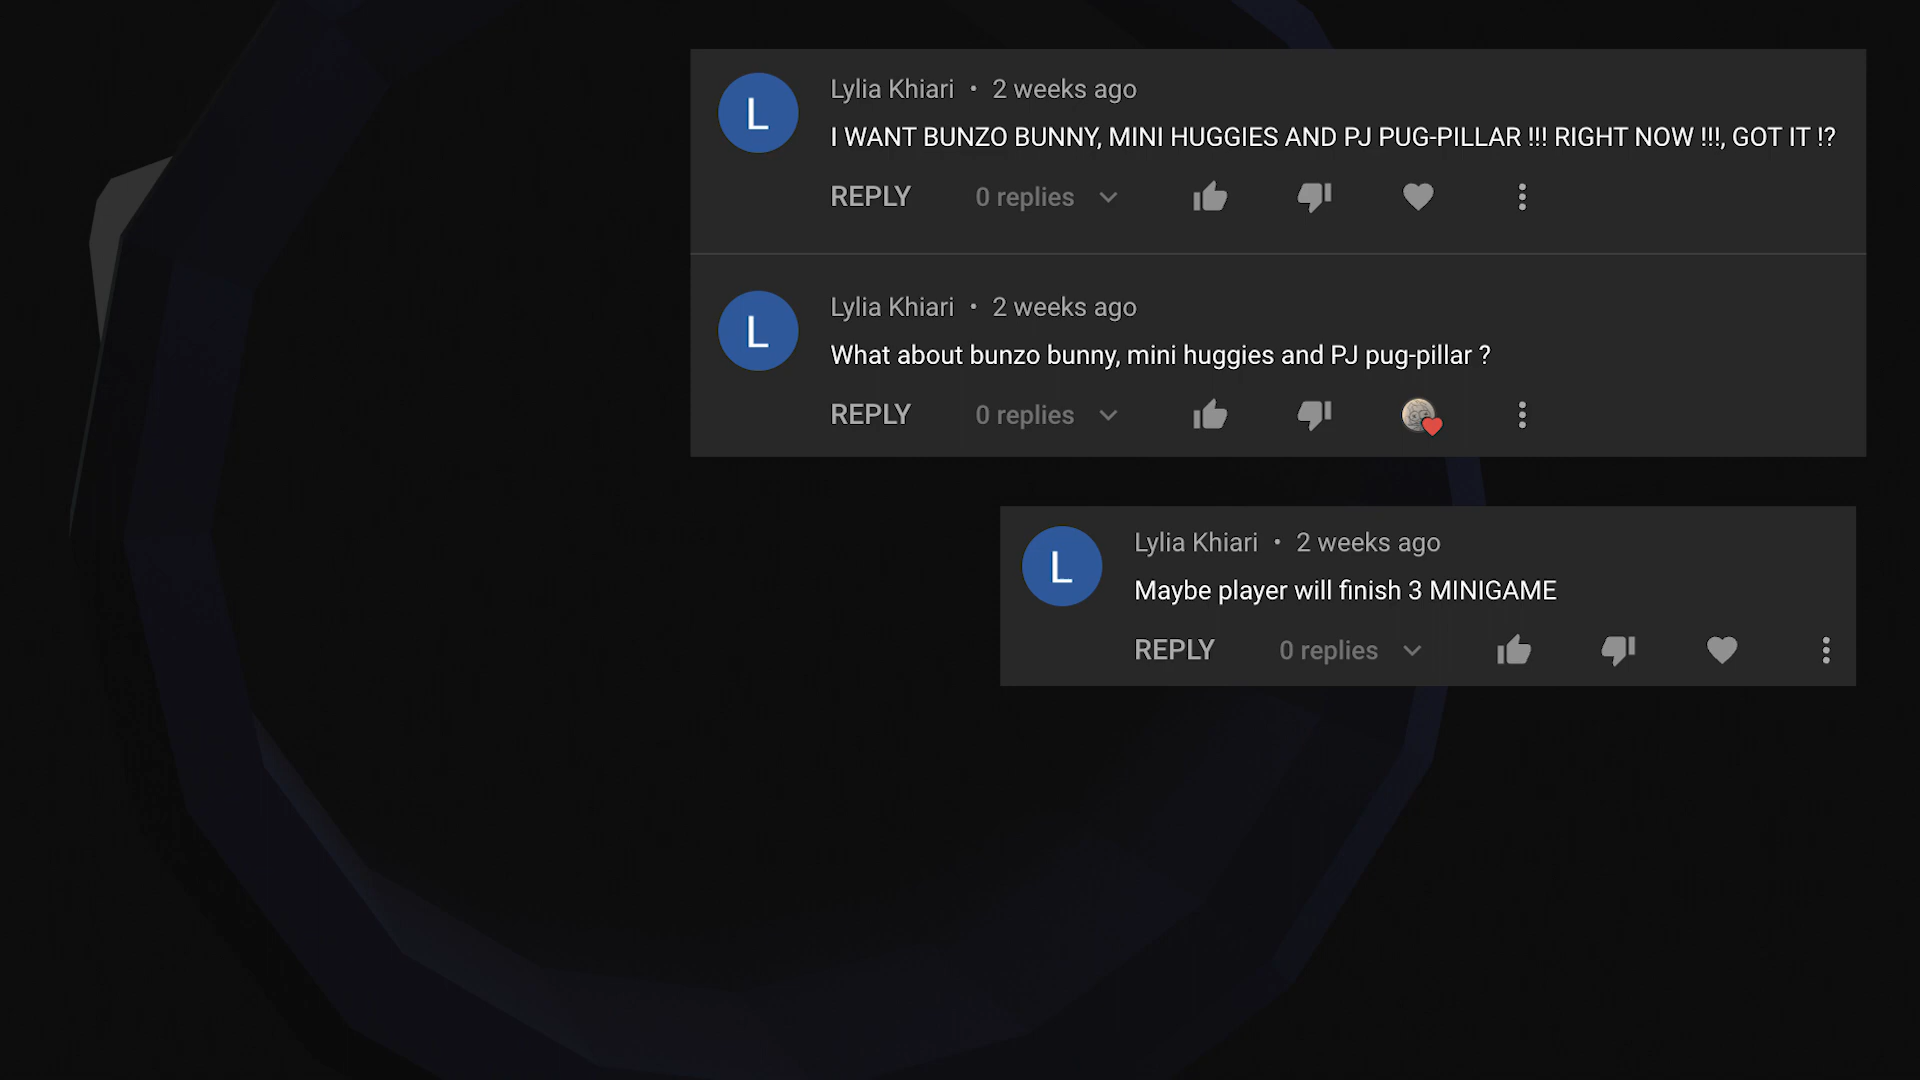 L
Lylia Khiari • 2 weeks ago
I WANT BUNZO BUNNY, MINI HUGGIES AND PJ PUG-PILLAR !!! RIGHT NOW !!!, GOT IT !?
REPLY 0 replies
L
Lylia Khiari • 2 weeks ago
What about bunzo bunny, mini huggies and PJ pug-pillar ?
REPLY 0 replies
L
Lylia Khiari • 2 weeks ago
Maybe player will finish 3 MINIGAME
REPLY 0 replies